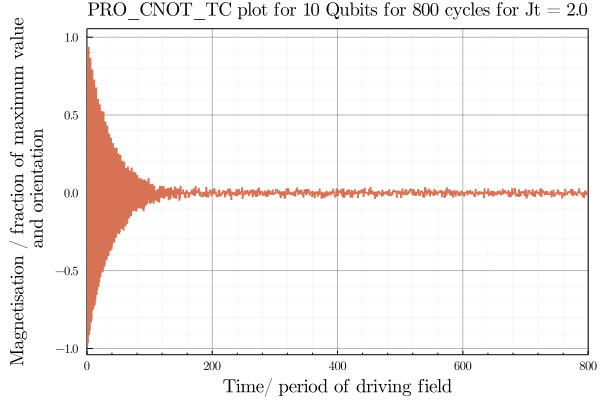 PRO_CNOT_TC plot for 10 Qubits for 800 cycles for Jt = 2.0
Magnetisation / fraction of maximum value
and orientation
1.0
0.5
0.0
−0.5
−1.0
0
200
400
600
800
Time/ period of driving field